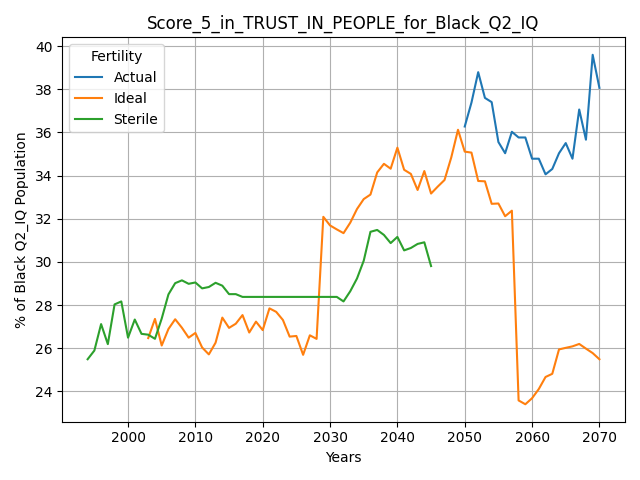 Score_5_in_TRUST_IN_PEOPLE_for_Black_Q2_IQ
Fertility
Actual
Ideal
Sterile
% of Black Q2_IQ Population
40
38
36
34
32
30
28
26
24
2000 2010 2020 2030 2040 2050 2060 2070
Years